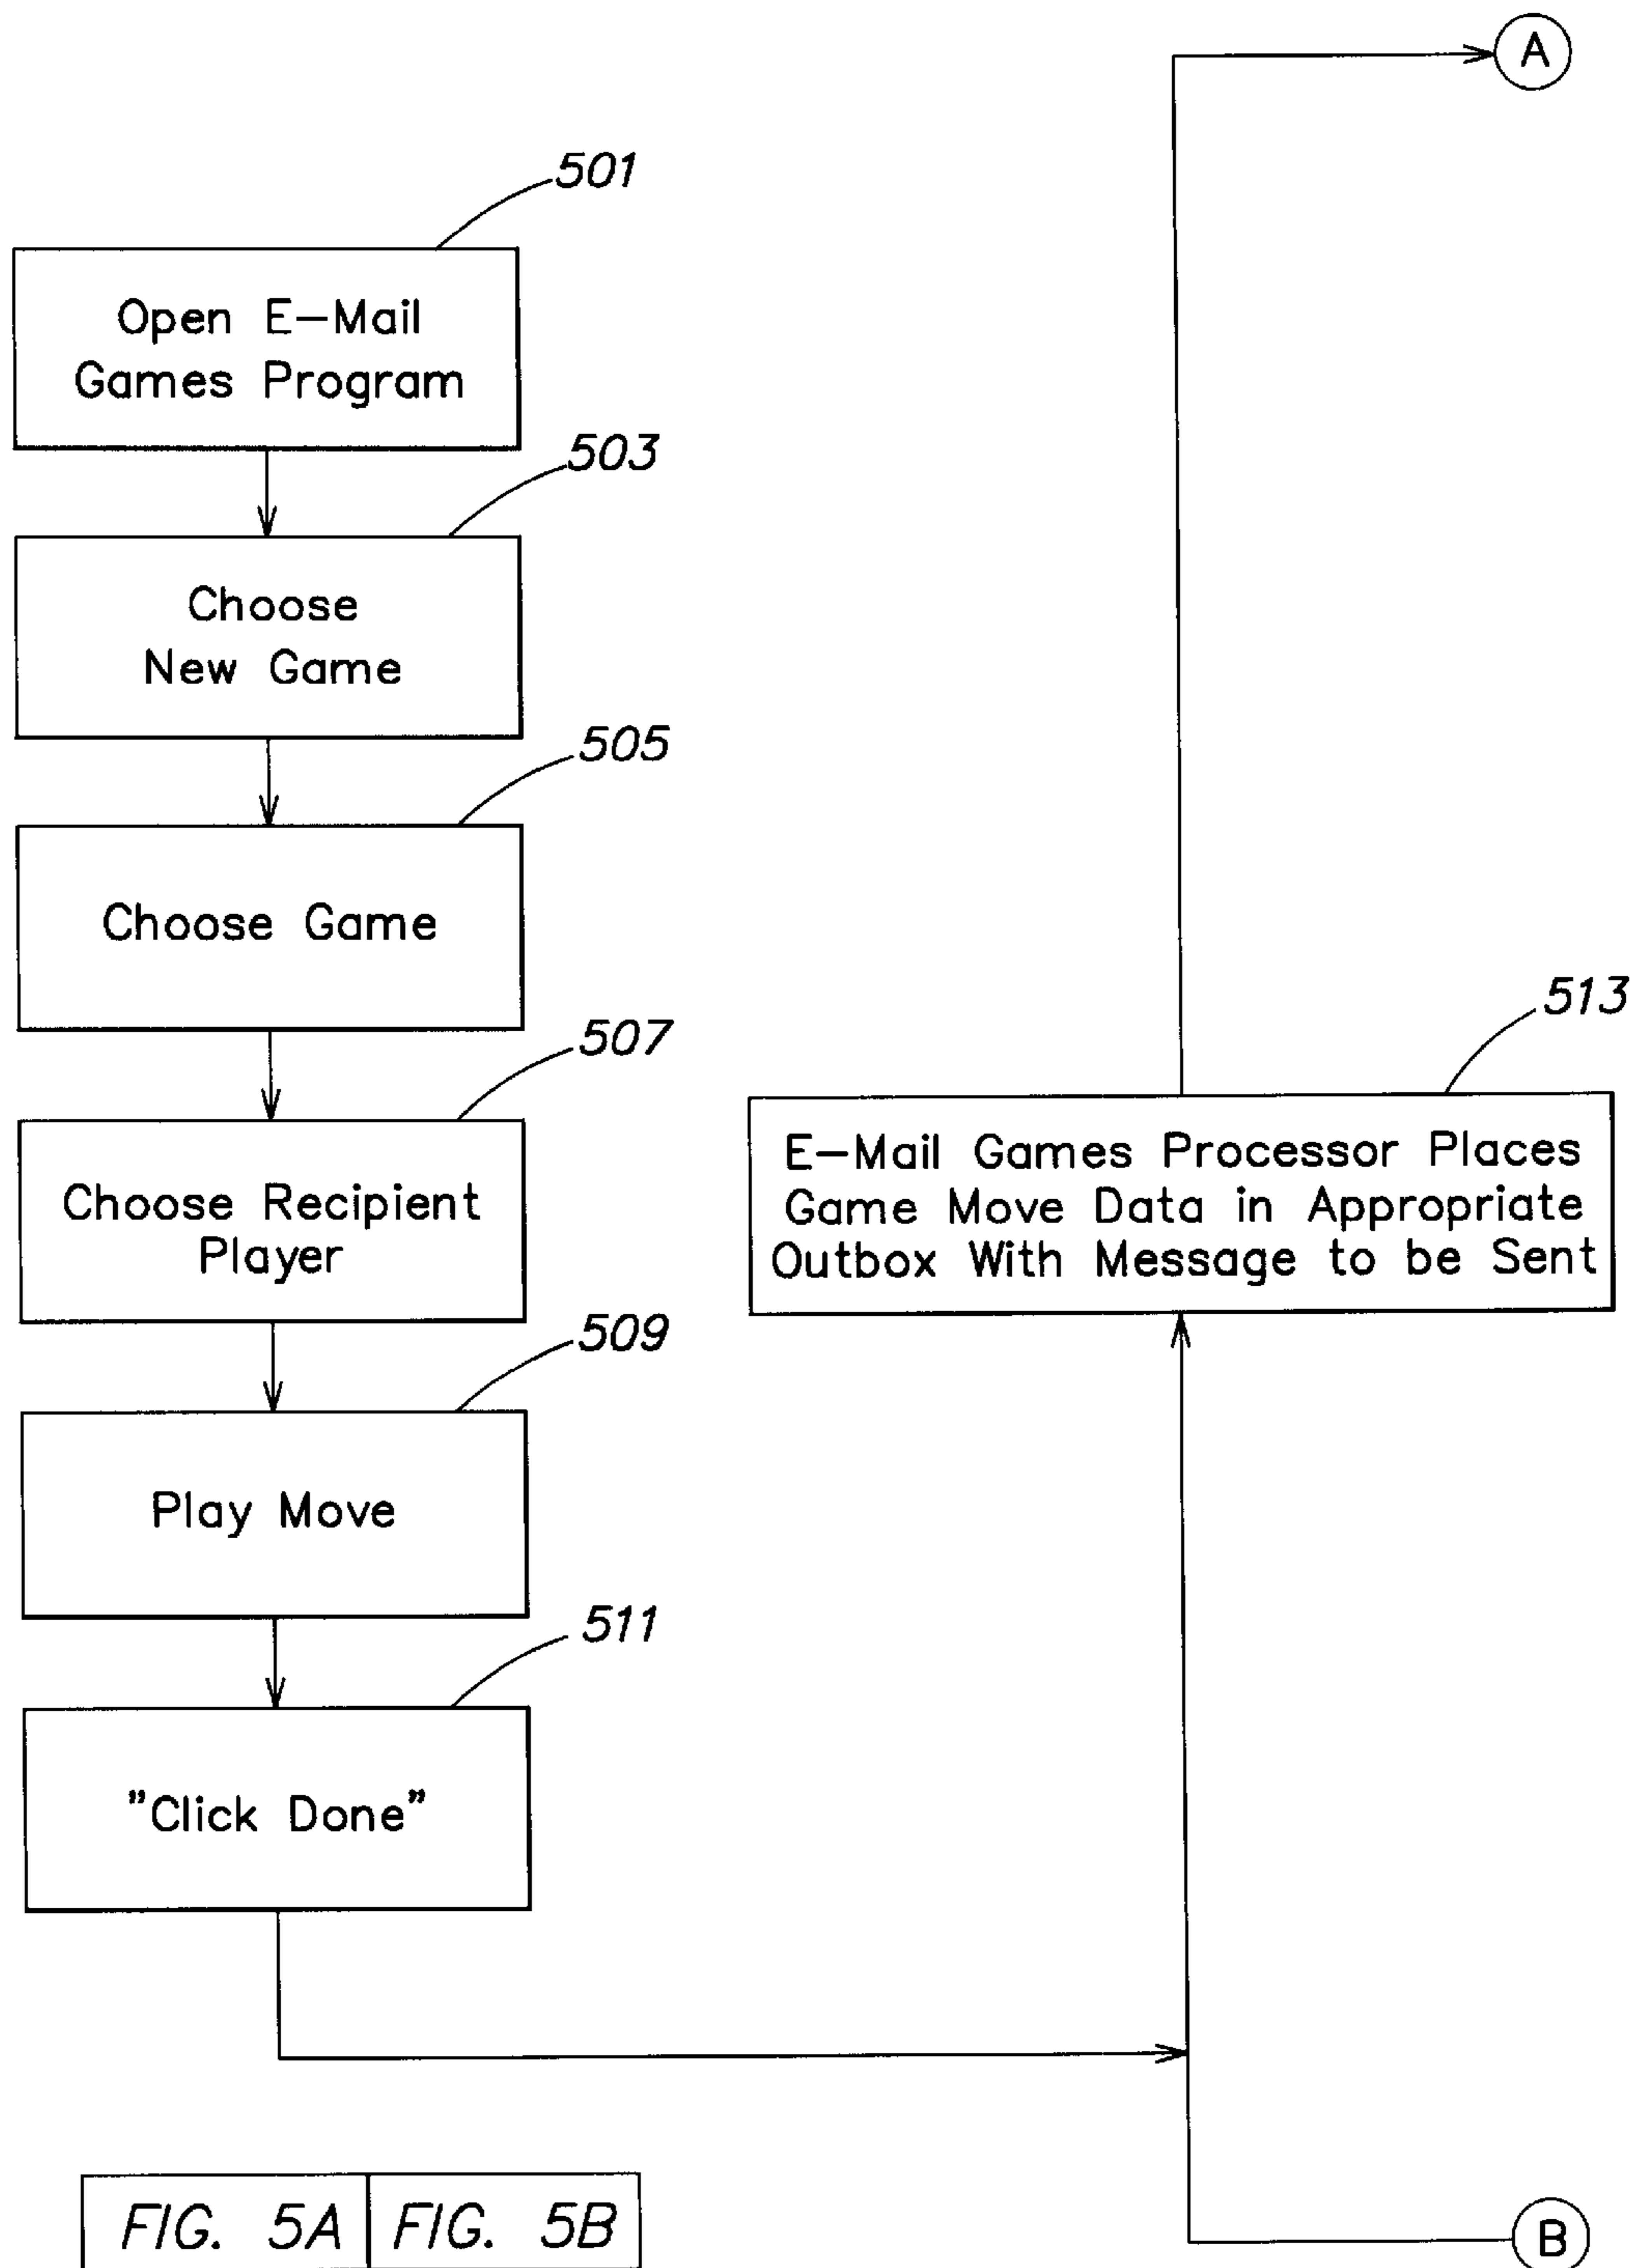 A
501
Open E-Mail
Games Program
503
Choose
New Game
505
Choose Game
507
Choose Recipient
Player
509
Play Move
511
"Click Done"
513
E-Mail Games Processor Places
Game Move Data in Appropriate
Outbox With Message to be Sent
B
FIG. 5A FIG. 5B